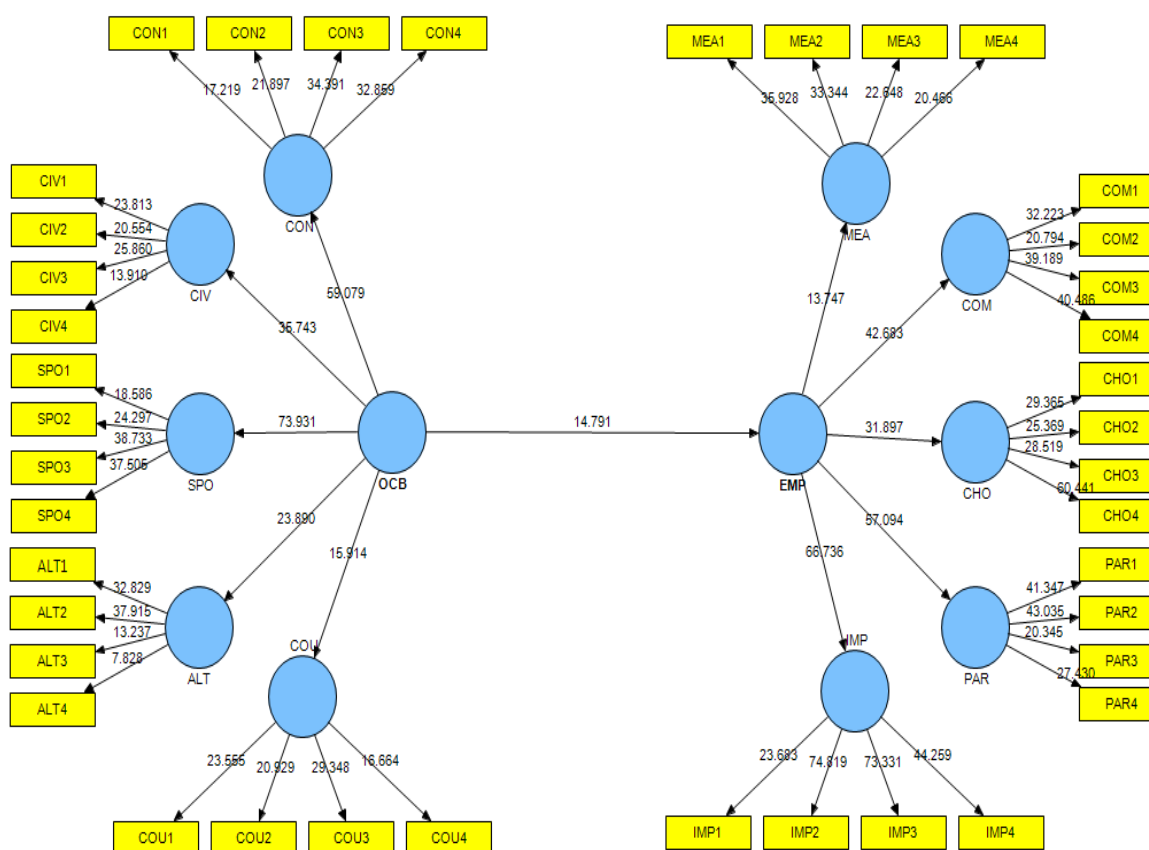 CON1 CON2 CON3 CON4
17.219 21.897 34.391 32.859
CON
CIV1
CIV2
CIV3
CIV4
23.813
20.554
25.860
13.910
CIV
59.079
35.743
SPO1
SPO2
SPO3
SPO4
18.586
24.297
38.733
37.505
SPO
73.931
OCB
23.890
15.914
ALT1
ALT2
ALT3
ALT4
32.829
37.915
13.237
7.828
ALT
COU
23.555 20.929 29.348 16.664
COU1 COU2 COU3 COU4
14.791
MEA1 MEA2 MEA3 MEA4
35.928 33.344 22.648 20.466
MEA
13.747
COM1
COM2
COM3
COM4
32.223
20.794
39.189
40.486
COM
42.683
EMP
31.897
CHO1
CHO2
CHO3
CHO4
29.365
25.369
28.519
60.441
CHO
57.094
66.736
PAR1
PAR2
PAR3
PAR4
41.347
43.035
20.345
27.430
PAR
IMP
23.683 74.819 73.331 44.259
IMP1 IMP2 IMP3 IMP4